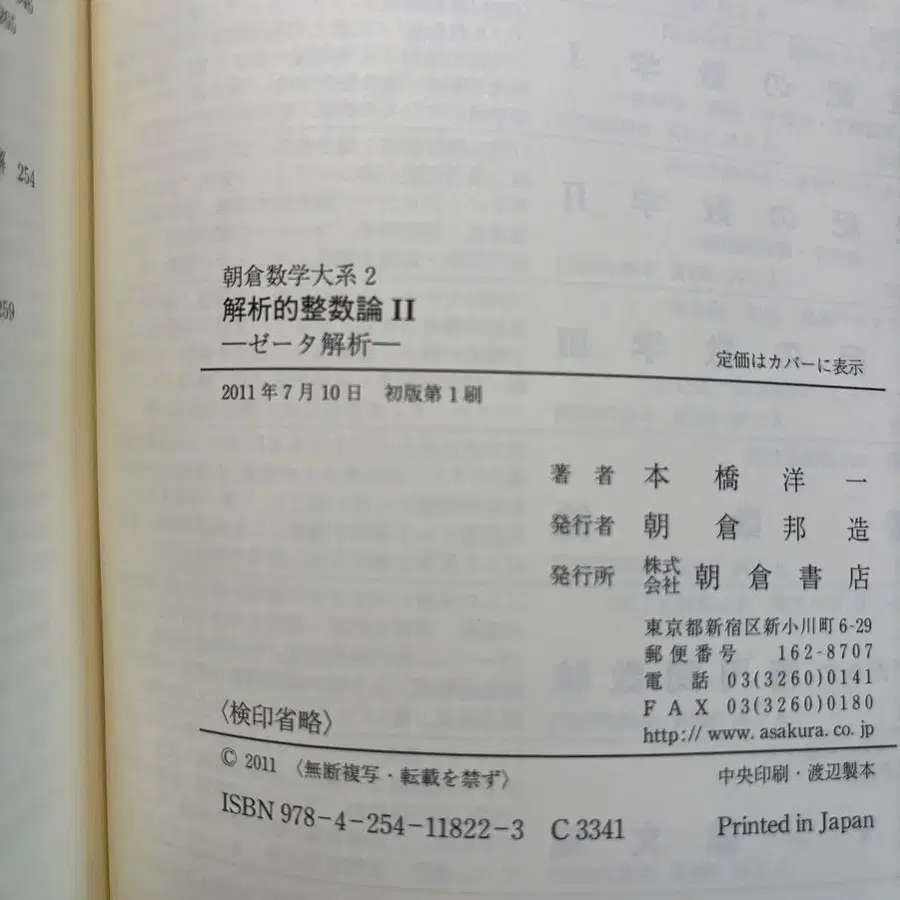 254
259
朝倉数学大系 2
解析的整数論 II
―ゼータ解析―
定価はカバーに表示
2011 年 7 月 10 日 初版第 1 刷
著者 本橋洋一
発行者 朝倉邦造
発行所 株式会社 朝倉書店
東京都新宿区新小川町 6-29
郵便番号 162-8707
電話 03(3260)0141
FAX 03(3260)0180
http://www.asakura.co.jp
〈検印省略〉
© 2011 〈無断複写・転載を禁ず〉
中央印刷・渡辺製本
ISBN 978-4-254-11822-3 C 3341
Printed in Japan